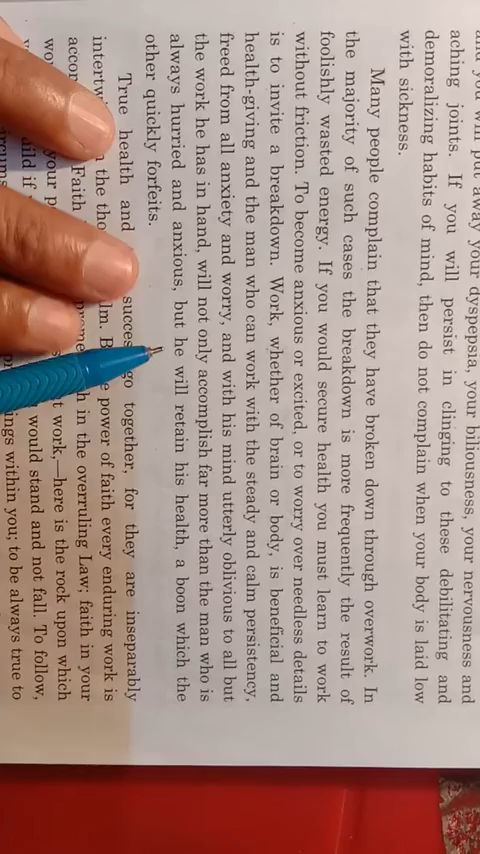 and you will put away your dyspepsia, your biliousness, your nervousness and
aching joints. If you will persist in clinging to these debilitating and
demoralizing habits of mind, then do not complain when your body is laid low
with sickness.
Many people complain that they have broken down through overwork. In
the majority of such cases the breakdown is more frequently the result of
foolishly wasted energy. If you would secure health you must learn to work
without friction. To become anxious or excited, or to worry over needless details
is to invite a breakdown. Work, whether of brain or body, is beneficial and
health-giving and the man who can work with the steady and calm persistency,
freed from all anxiety and worry, and with his mind utterly oblivious to all but
the work he has in hand, will not only accomplish far more than the man who is
always hurried and anxious, but he will retain his health, a boon which the
other quickly forfeits.
True health and go together, for they are inseparably
the power of faith every enduring work is
Faith in the overruling Law; faith in your
work,—here is the rock upon which
would stand and not fall. To follow,
within you; to be always true to